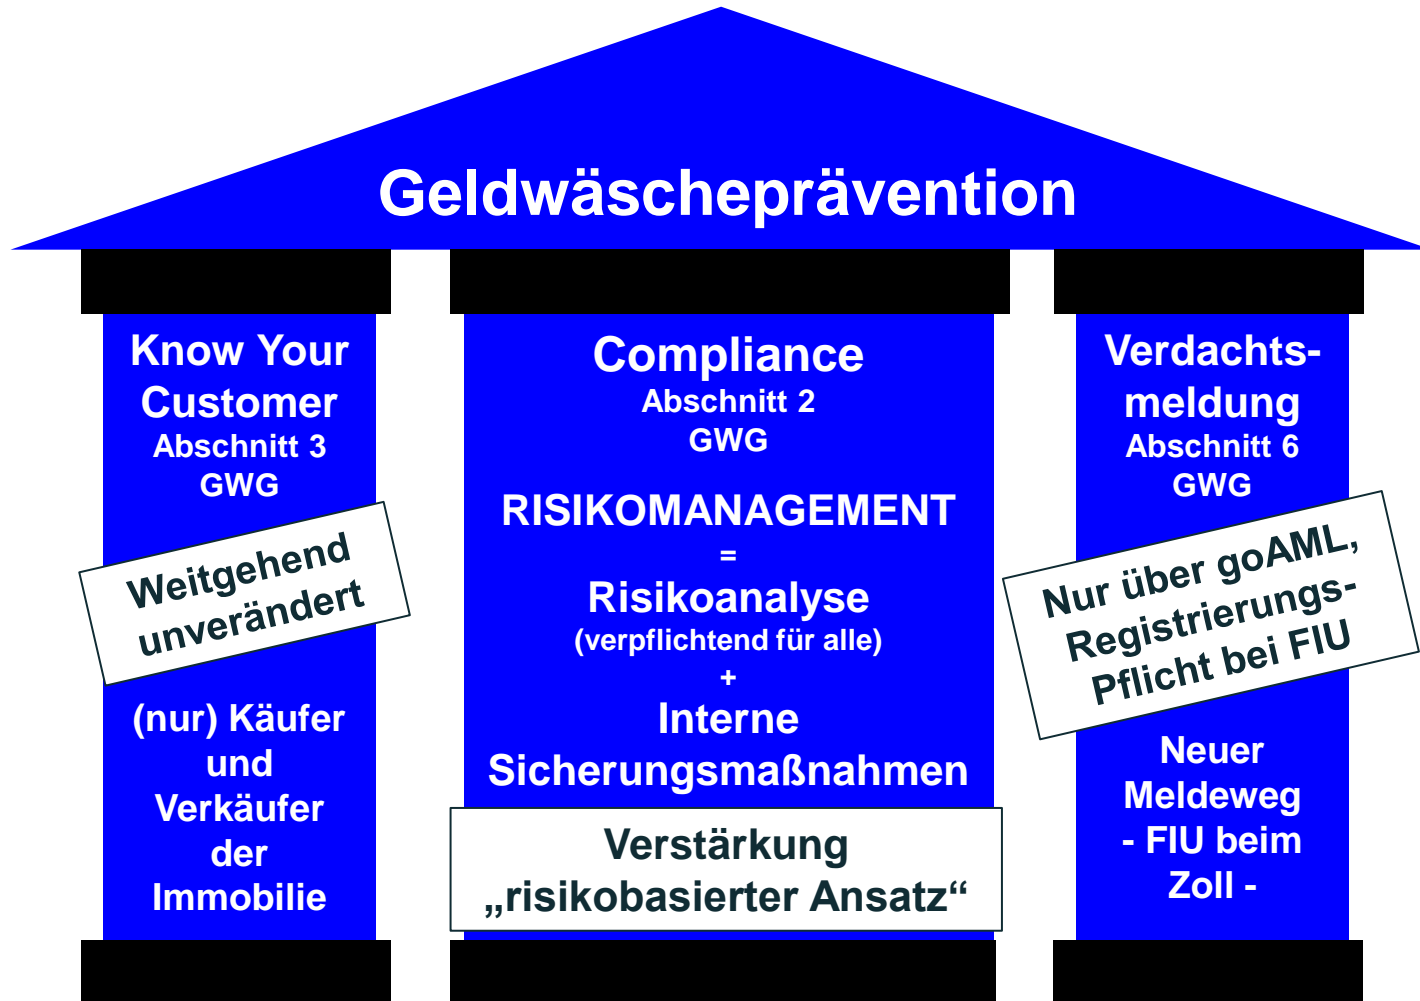 Geldwäscheprävention
Know Your
Customer
Abschnitt 3
GWG
Weitgehend
unverändert
(nur) Käufer
und
Verkäufer
der
Immobilie
Compliance
Abschnitt 2
GWG
RISIKOMANAGEMENT
=
Risikoanalyse
(verpflichtend für alle)
+
Interne
Sicherungsmaßnahmen
Verstärkung
„risikobasierter Ansatz“
Verdachts-
meldung
Abschnitt 6
GWG
Nur über goAML,
Registrierungs-
Pflicht bei FIU
Neuer
Meldeweg
- FIU beim
Zoll -